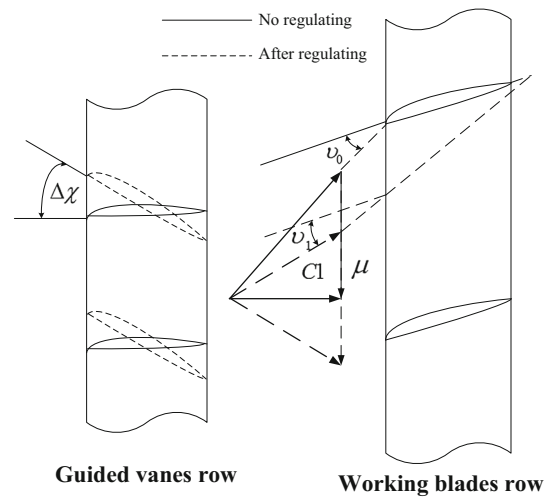 No regulating
After regulating
Δχ
υ0
υ1
C1
μ
Guided vanes row
Working blades row